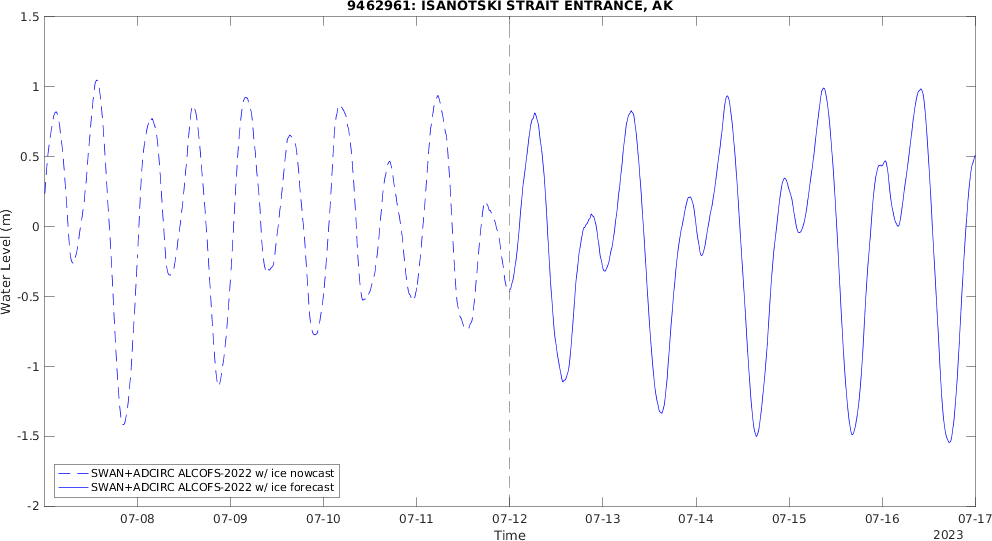 9462961: ISANOTSKI STRAIT ENTRANCE, AK
1.5
1
0.5
0
-0.5
-1
-1.5
-2
Water Level (m)
SWAN+ADCIRC ALCOFS-2022 w/ ice nowcast
SWAN+ADCIRC ALCOFS-2022 w/ ice forecast
07-08 07-09 07-10 07-11 07-12 07-13 07-14 07-15 07-16 07-17
Time
2023